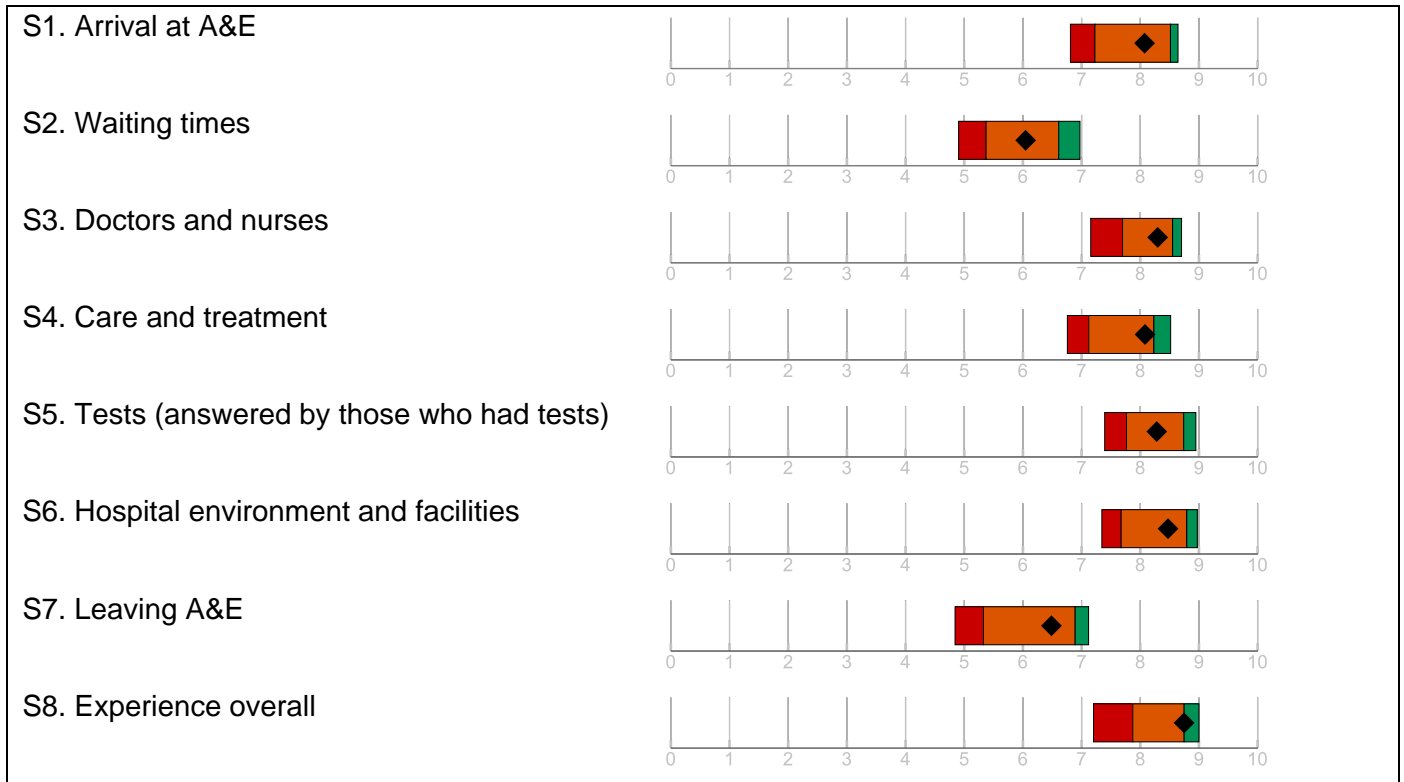 S1. Arrival at A&E
0 1 2 3 4 5 6 7 8 9 10
S2. Waiting times
0 1 2 3 4 5 6 7 8 9 10
S3. Doctors and nurses
0 1 2 3 4 5 6 7 8 9 10
S4. Care and treatment
0 1 2 3 4 5 6 7 8 9 10
S5. Tests (answered by those who had tests)
0 1 2 3 4 5 6 7 8 9 10
S6. Hospital environment and facilities
0 1 2 3 4 5 6 7 8 9 10
S7. Leaving A&E
0 1 2 3 4 5 6 7 8 9 10
S8. Experience overall
0 1 2 3 4 5 6 7 8 9 10